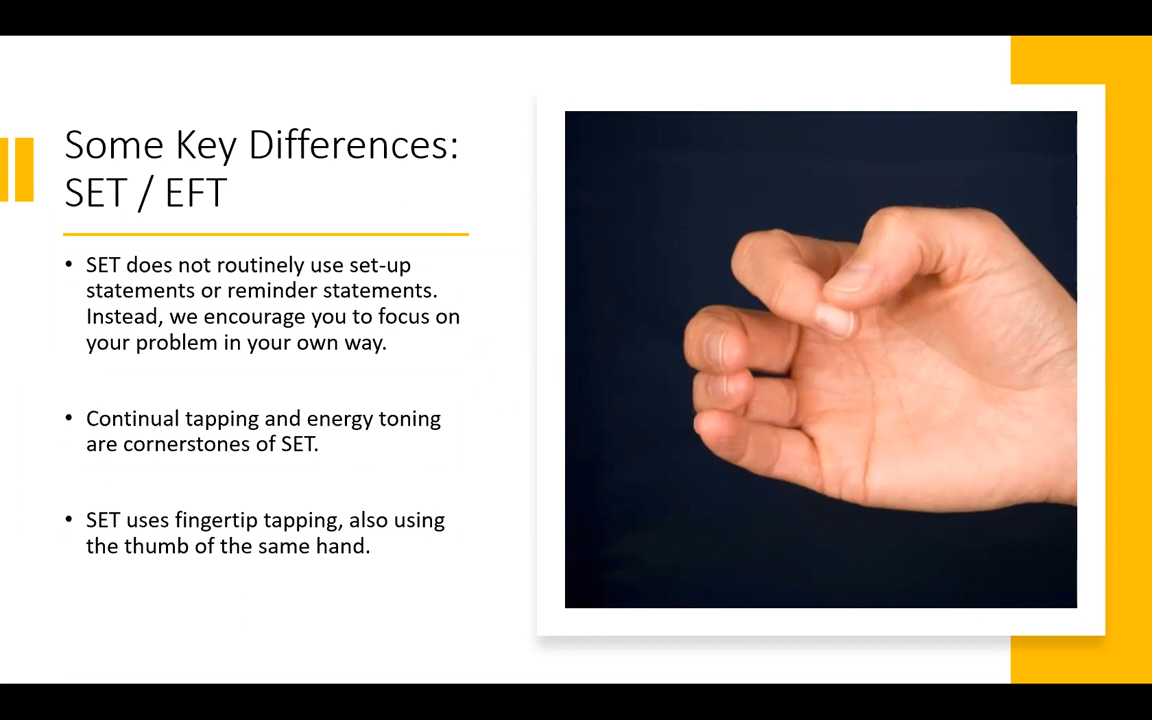 Some Key Differences:
SET / EFT
• SET does not routinely use set-up
statements or reminder statements.
Instead, we encourage you to focus on
your problem in your own way.
• Continual tapping and energy toning
are cornerstones of SET.
• SET uses fingertip tapping, also using
the thumb of the same hand.